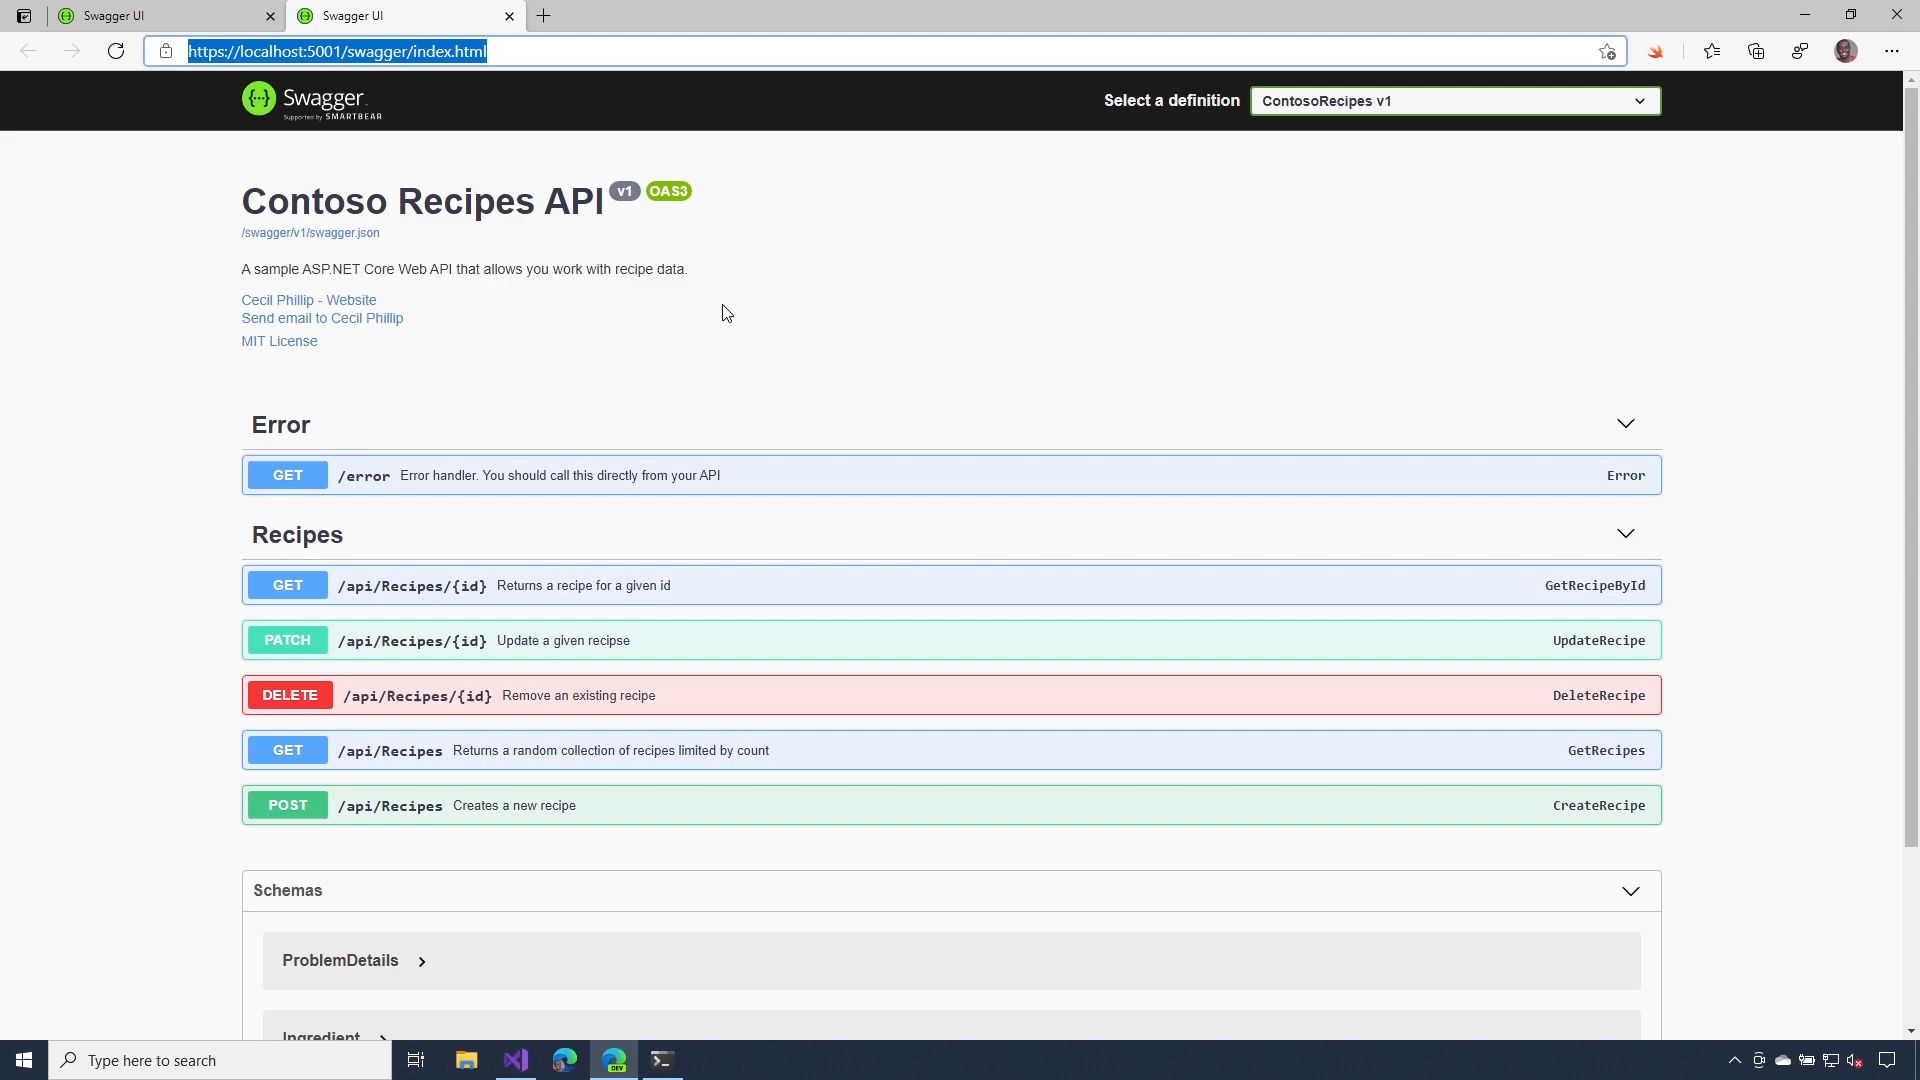 Swagger UI
Swagger UI
https://localhost:5001/swagger/index.html
Swagger
Supported by SMARTBEAR
Select a definition
ContosoRecipes v1
Contoso Recipes API v1 OAS3
/swagger/v1/swagger.json
A sample ASP.NET Core Web API that allows you work with recipe data.
Cecil Phillip - Website
Send email to Cecil Phillip
MIT License
Error
GET /error Error handler. You should call this directly from your API Error
Recipes
GET /api/Recipes/{id} Returns a recipe for a given id GetRecipeById
PATCH /api/Recipes/{id} Update a given recipse UpdateRecipe
DELETE /api/Recipes/{id} Remove an existing recipe DeleteRecipe
GET /api/Recipes Returns a random collection of recipes limited by count GetRecipes
POST /api/Recipes Creates a new recipe CreateRecipe
Schemas
ProblemDetails
Ingredient
Type here to search
DEV